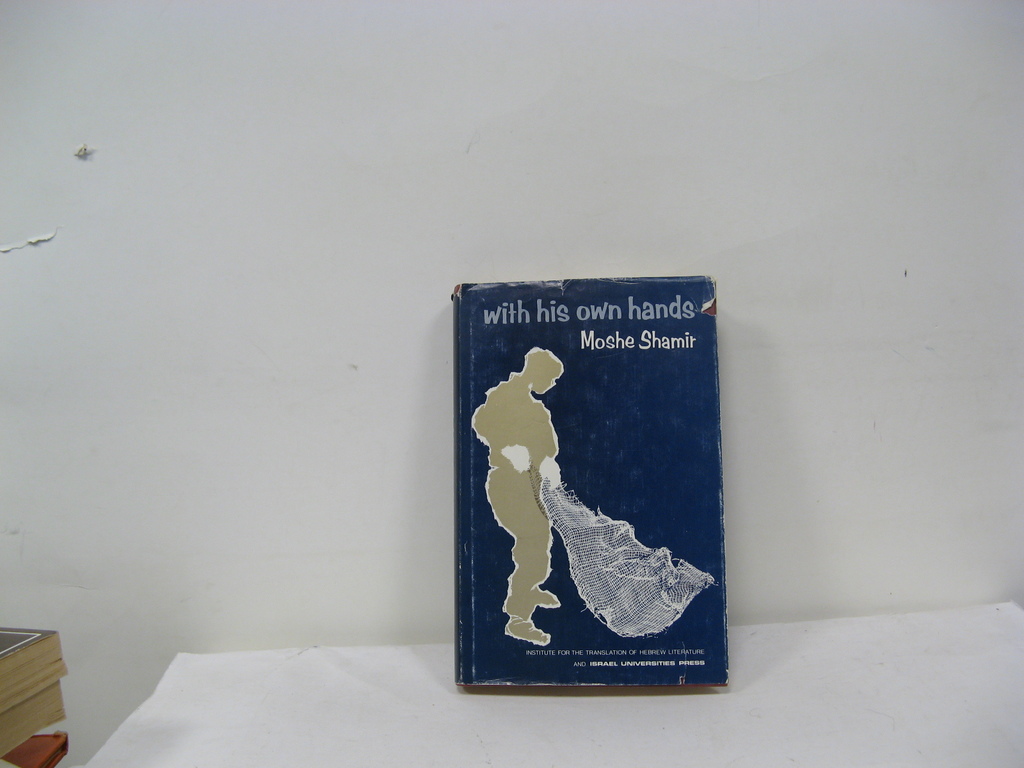 with his own hands
Moshe Shamir
INSTITUTE FOR THE TRANSLATION OF HEBREW LITERATURE
AND ISRAEL UNIVERSITIES PRESS